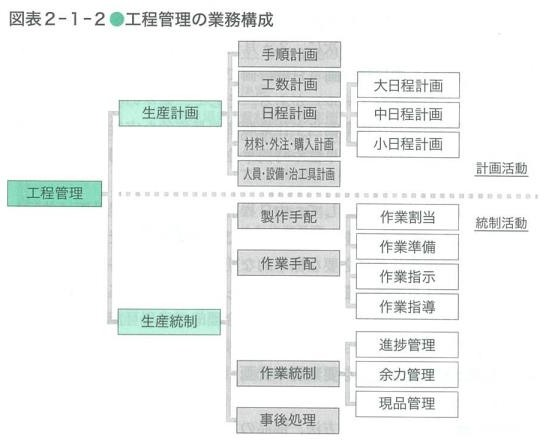 図表2-1-2●工程管理の業務構成
手順計画
工数計画
大日程計画
生産計画
日程計画
中日程計画
材料・外注・購入計画
小日程計画
人員・設備・治工具計画
計画活動
工程管理
製作手配
作業割当
統制活動
作業準備
作業手配
作業指示
作業指導
生産統制
進捗管理
作業統制
余力管理
現品管理
事後処理